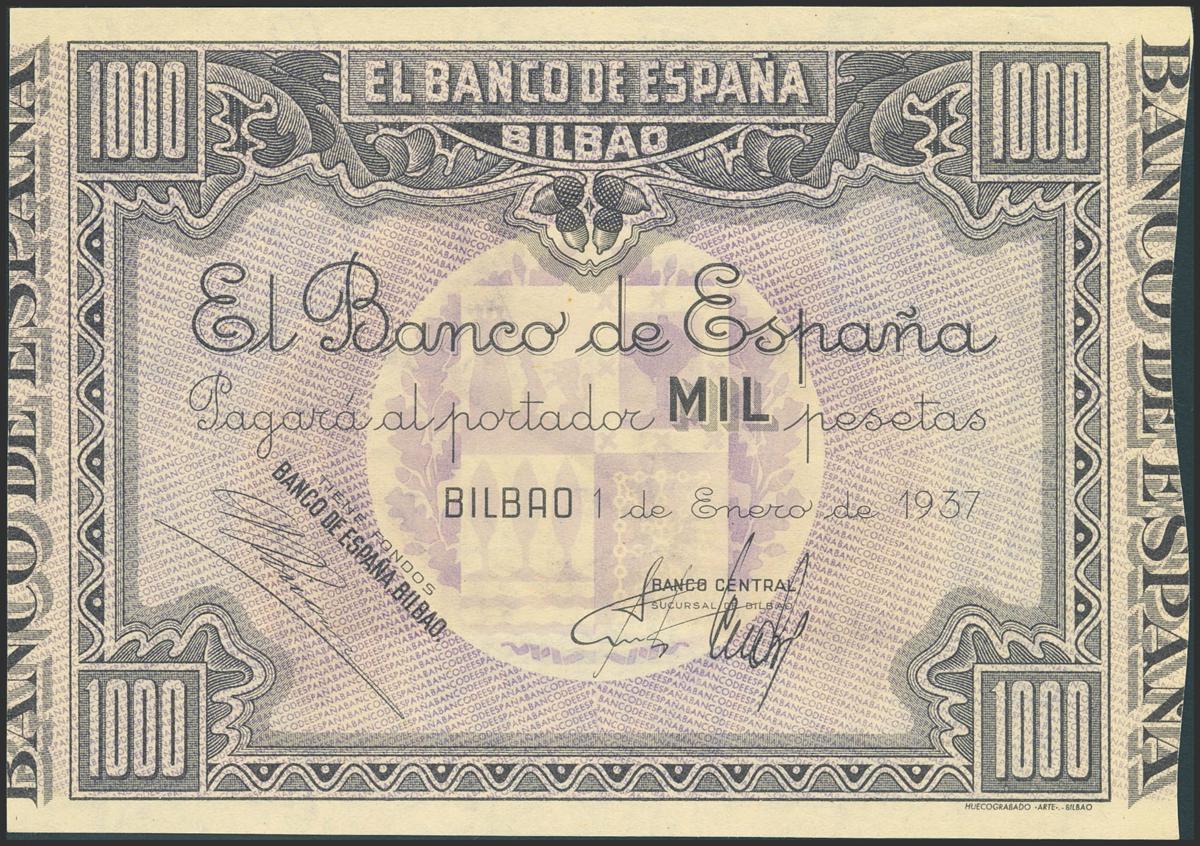 1000 EL BANCO DE ESPAÑA 1000
BILBAO
BANCO DE ESPAÑA
BANCO DE ESPAÑA
El Banco de España
Pagará al portador MIL pesetas
BILBAO 1 de Enero de 1937
TIENE FONDOS
BANCO DE ESPAÑA.BILBAO
BANCO CENTRAL
SUCURSAL DE BILBAO
1000 1000
HUECOGRABADO «ARTE».-BILBAO